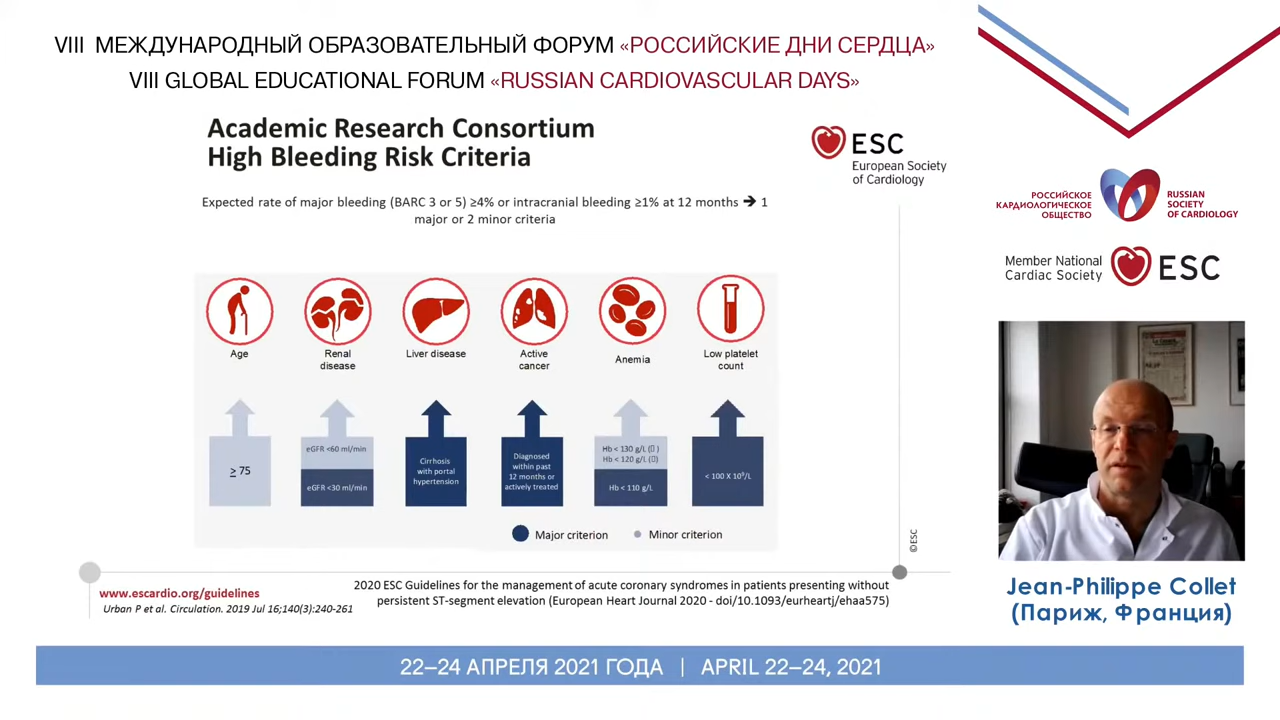 VIII МЕЖДУНАРОДНЫЙ ОБРАЗОВАТЕЛЬНЫЙ ФОРУМ «РОССИЙСКИЕ ДНИ СЕРДЦА»
VIII GLOBAL EDUCATIONAL FORUM «RUSSIAN CARDIOVASCULAR DAYS»
Academic Research Consortium
High Bleeding Risk Criteria
ESC
European Society
of Cardiology
Expected rate of major bleeding (BARC 3 or 5) ≥4% or intracranial bleeding ≥1% at 12 months ➔ 1
major or 2 minor criteria
Age
Renal
disease
Liver disease
Active
cancer
Anemia
Low platelet
count
≥ 75
eGFR <60 ml/min
eGFR <30 ml/min
Cirrhosis
with portal
hypertension
Diagnosed
within past
12 months or
actively treated
Hb < 130 g/L (▯)
Hb < 120 g/L (▯)
Hb < 110 g/L
< 100 X 10⁹/L
Major criterion
Minor criterion
©ESC
www.escardio.org/guidelines
Urban P et al. Circulation. 2019 Jul 16;140(3):240-261
2020 ESC Guidelines for the management of acute coronary syndromes in patients presenting without
persistent ST-segment elevation (European Heart Journal 2020 - doi/10.1093/eurheartj/ehaa575)
РОССИЙСКОЕ
КАРДИОЛОГИЧЕСКОЕ
ОБЩЕСТВО
RUSSIAN
SOCIETY
OF CARDIOLOGY
Member National
Cardiac Society
ESC
Jean-Philippe Collet
(Париж, Франция)
22–24 АПРЕЛЯ 2021 ГОДА | APRIL 22–24, 2021